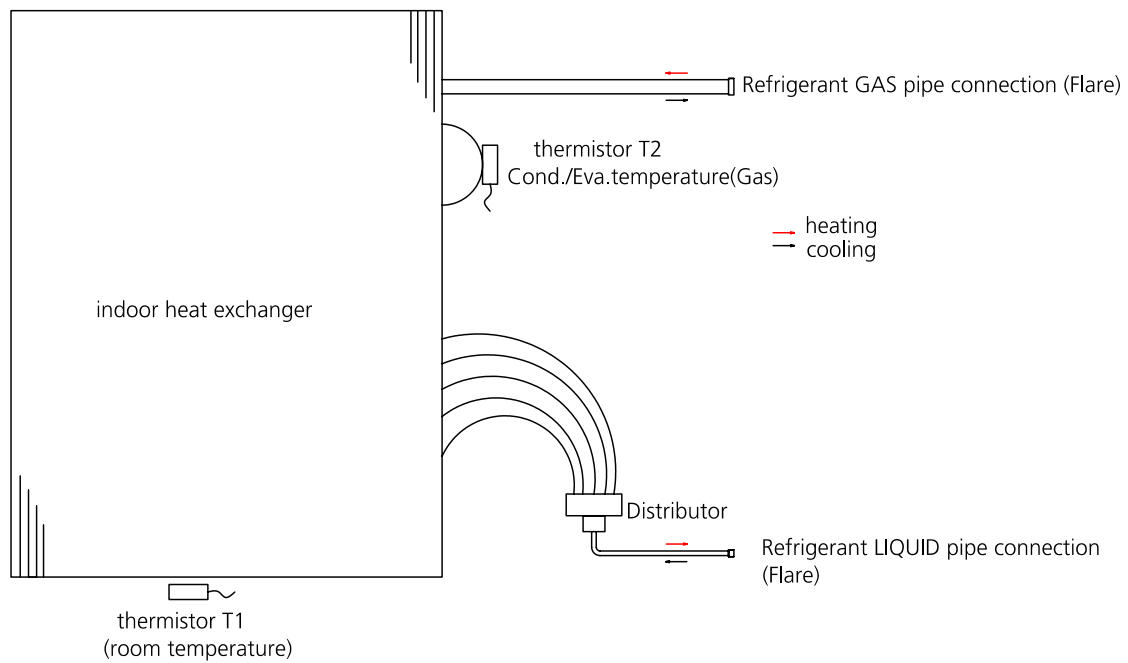 Refrigerant GAS pipe connection (Flare)
thermistor T2
Cond./Eva.temperature(Gas)
heating
cooling
indoor heat exchanger
Distributor
Refrigerant LIQUID pipe connection
(Flare)
thermistor T1
(room temperature)